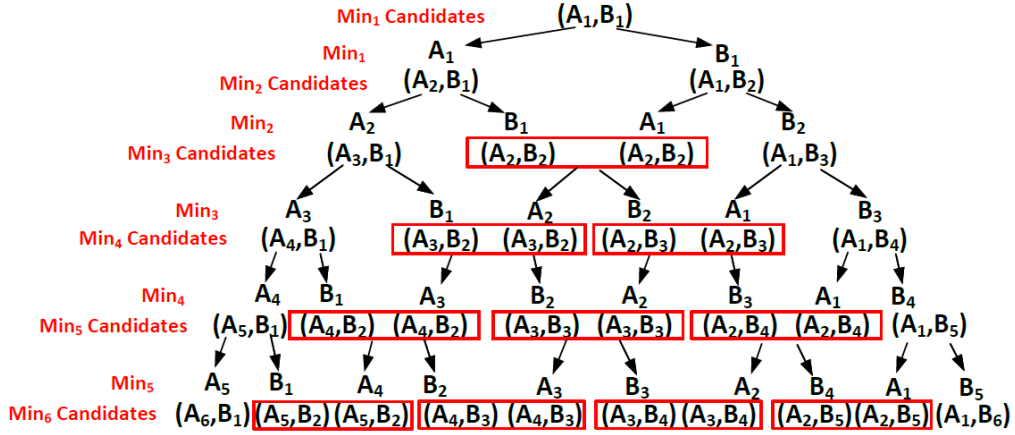 Min₁ Candidates (A₁,B₁)
Min₁ A₁ B₁
Min₂ Candidates (A₂,B₁) (A₁,B₂)
Min₂ A₂ B₁ A₁ B₂
Min₃ Candidates (A₃,B₁) (A₂,B₂) (A₂,B₂) (A₁,B₃)
Min₃ A₃ B₁ A₂ B₂ A₁ B₃
Min₄ Candidates (A₄,B₁) (A₃,B₂) (A₃,B₂) (A₂,B₃) (A₂,B₃) (A₁,B₄)
Min₄ A₄ B₁ A₃ B₂ A₂ B₃ A₁ B₄
Min₅ Candidates (A₅,B₁) (A₄,B₂) (A₄,B₂) (A₃,B₃) (A₃,B₃) (A₂,B₄) (A₂,B₄) (A₁,B₅)
Min₅ A₅ B₁ A₄ B₂ A₃ B₃ A₂ B₄ A₁ B₅
Min₆ Candidates (A₆,B₁) (A₅,B₂) (A₅,B₂) (A₄,B₃) (A₄,B₃) (A₃,B₄) (A₃,B₄) (A₂,B₅) (A₂,B₅) (A₁,B₆)